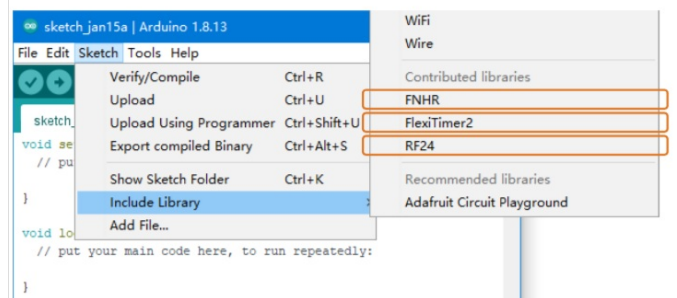 sketch_jan15a | Arduino 1.8.13
File Edit Sketch Tools Help
Verify/Compile Ctrl+R
Upload Ctrl+U
Upload Using Programmer Ctrl+Shift+U
Export compiled Binary Ctrl+Alt+S
Show Sketch Folder Ctrl+K
Include Library
Add File...
WiFi
Wire
Contributed libraries
FNHR
FlexiTimer2
RF24
Recommended libraries
Adafruit Circuit Playground
sketch_
void se
// pu
}
void lo
// put your main code here, to run repeatedly:
}